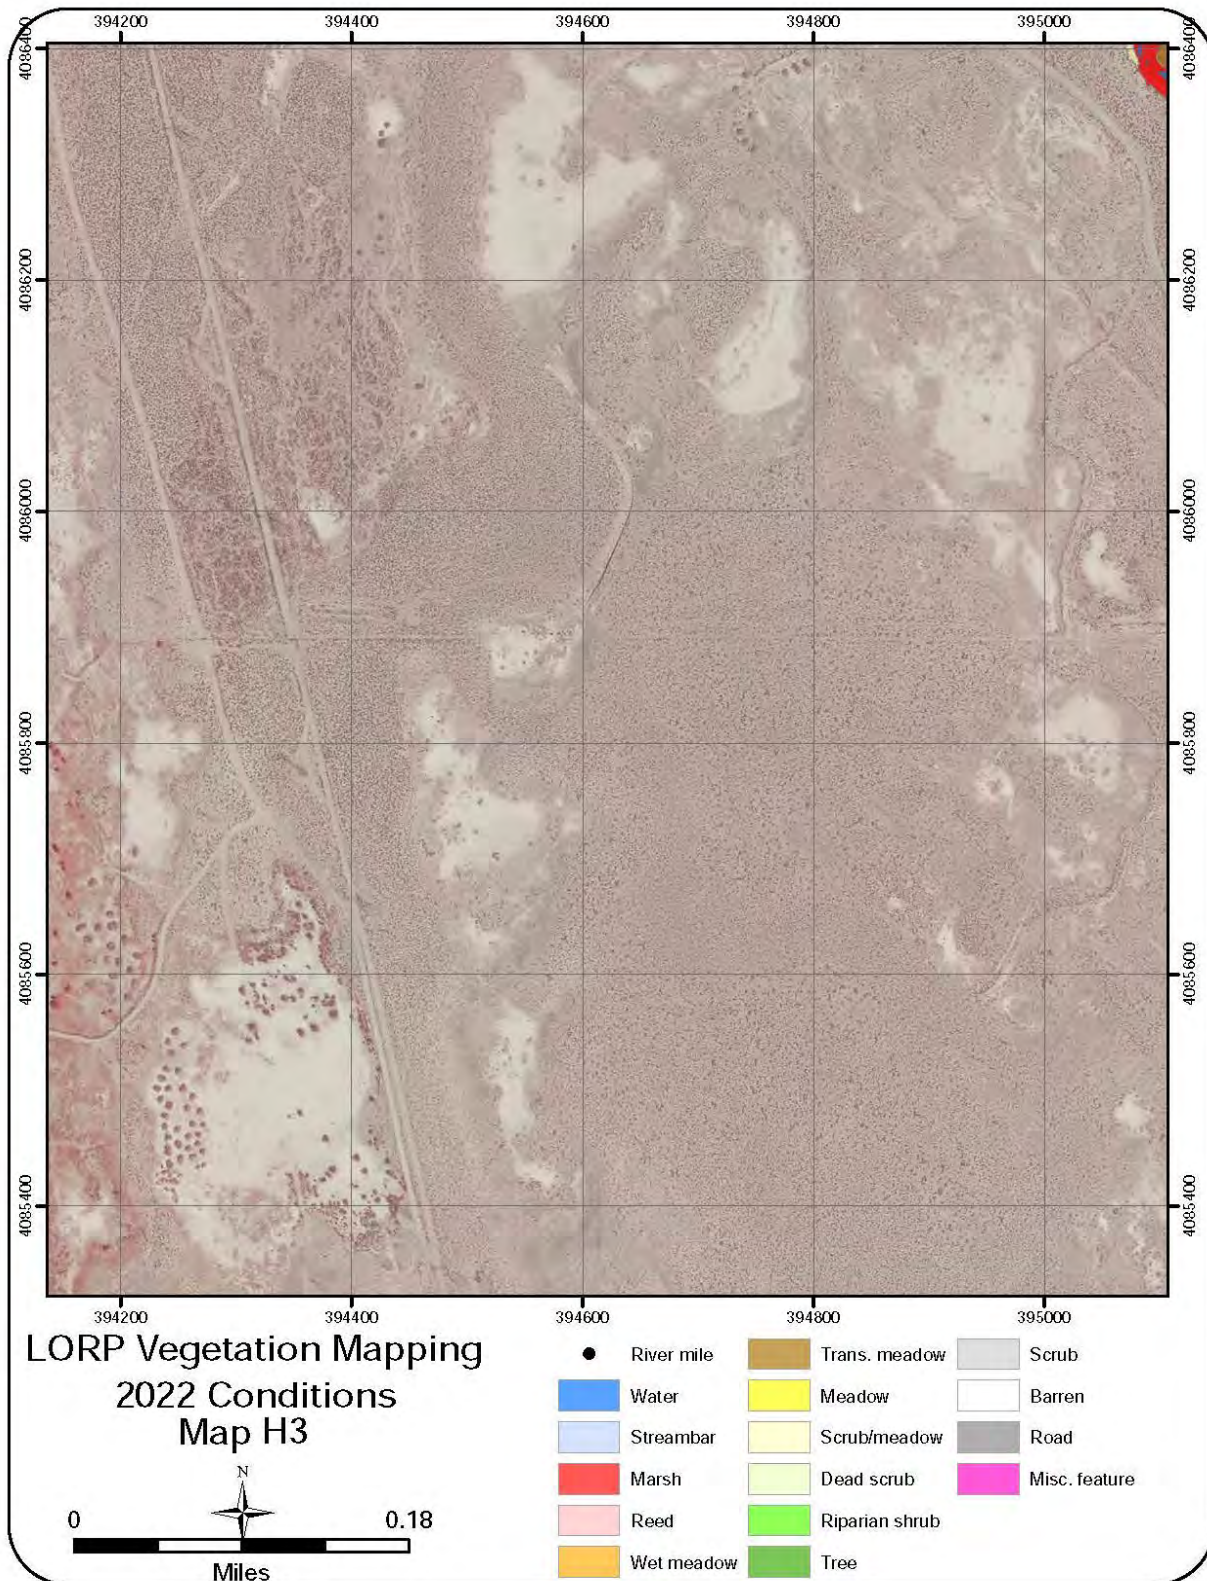 394200 394400 394600 394800 395000
4086400 4086400
4086200 4086200
4086000 4086000
4085800 4085800
4085600 4085600
4085400 4085400
394200 394400 394600 394800 395000
LORP Vegetation Mapping
2022 Conditions
Map H3
N
0 0.18
Miles
River mile
Water
Streambar
Marsh
Reed
Wet meadow
Trans. meadow
Meadow
Scrub/meadow
Dead scrub
Riparian shrub
Tree
Scrub
Barren
Road
Misc. feature